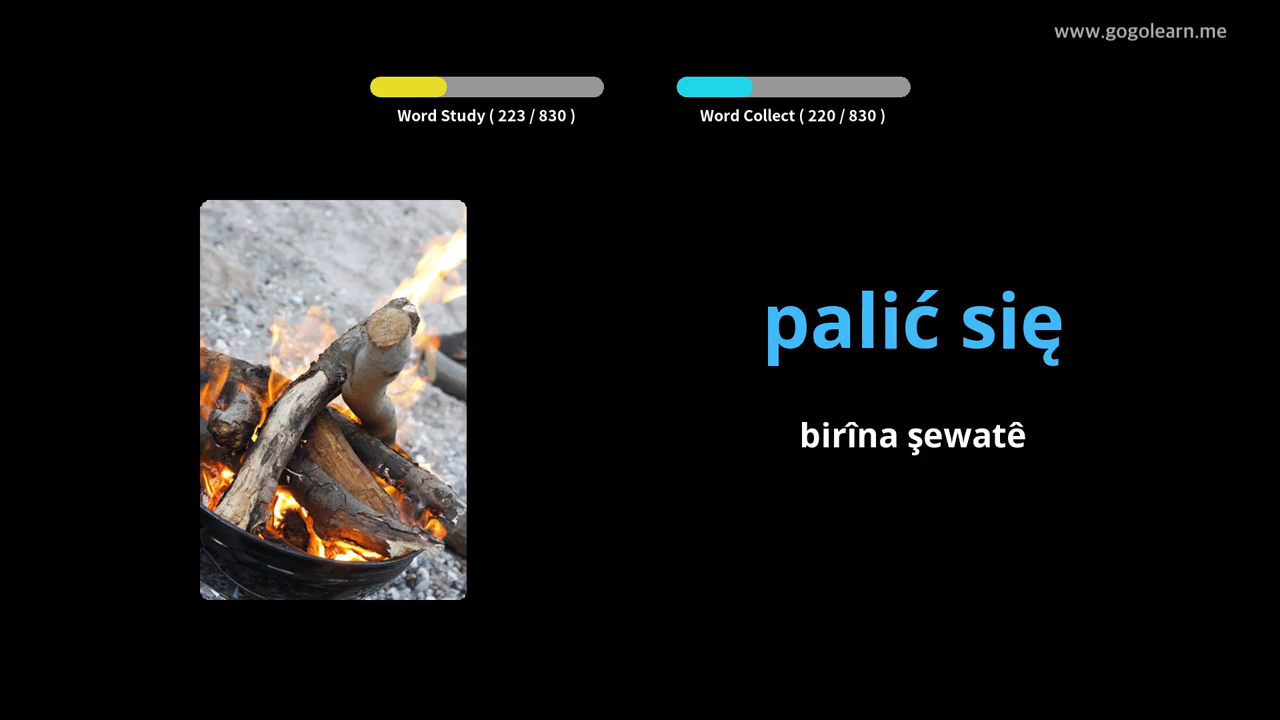 www.gogolearn.me
Word Study ( 223 / 830 )
Word Collect ( 220 / 830 )
palić się
birîna şewatê